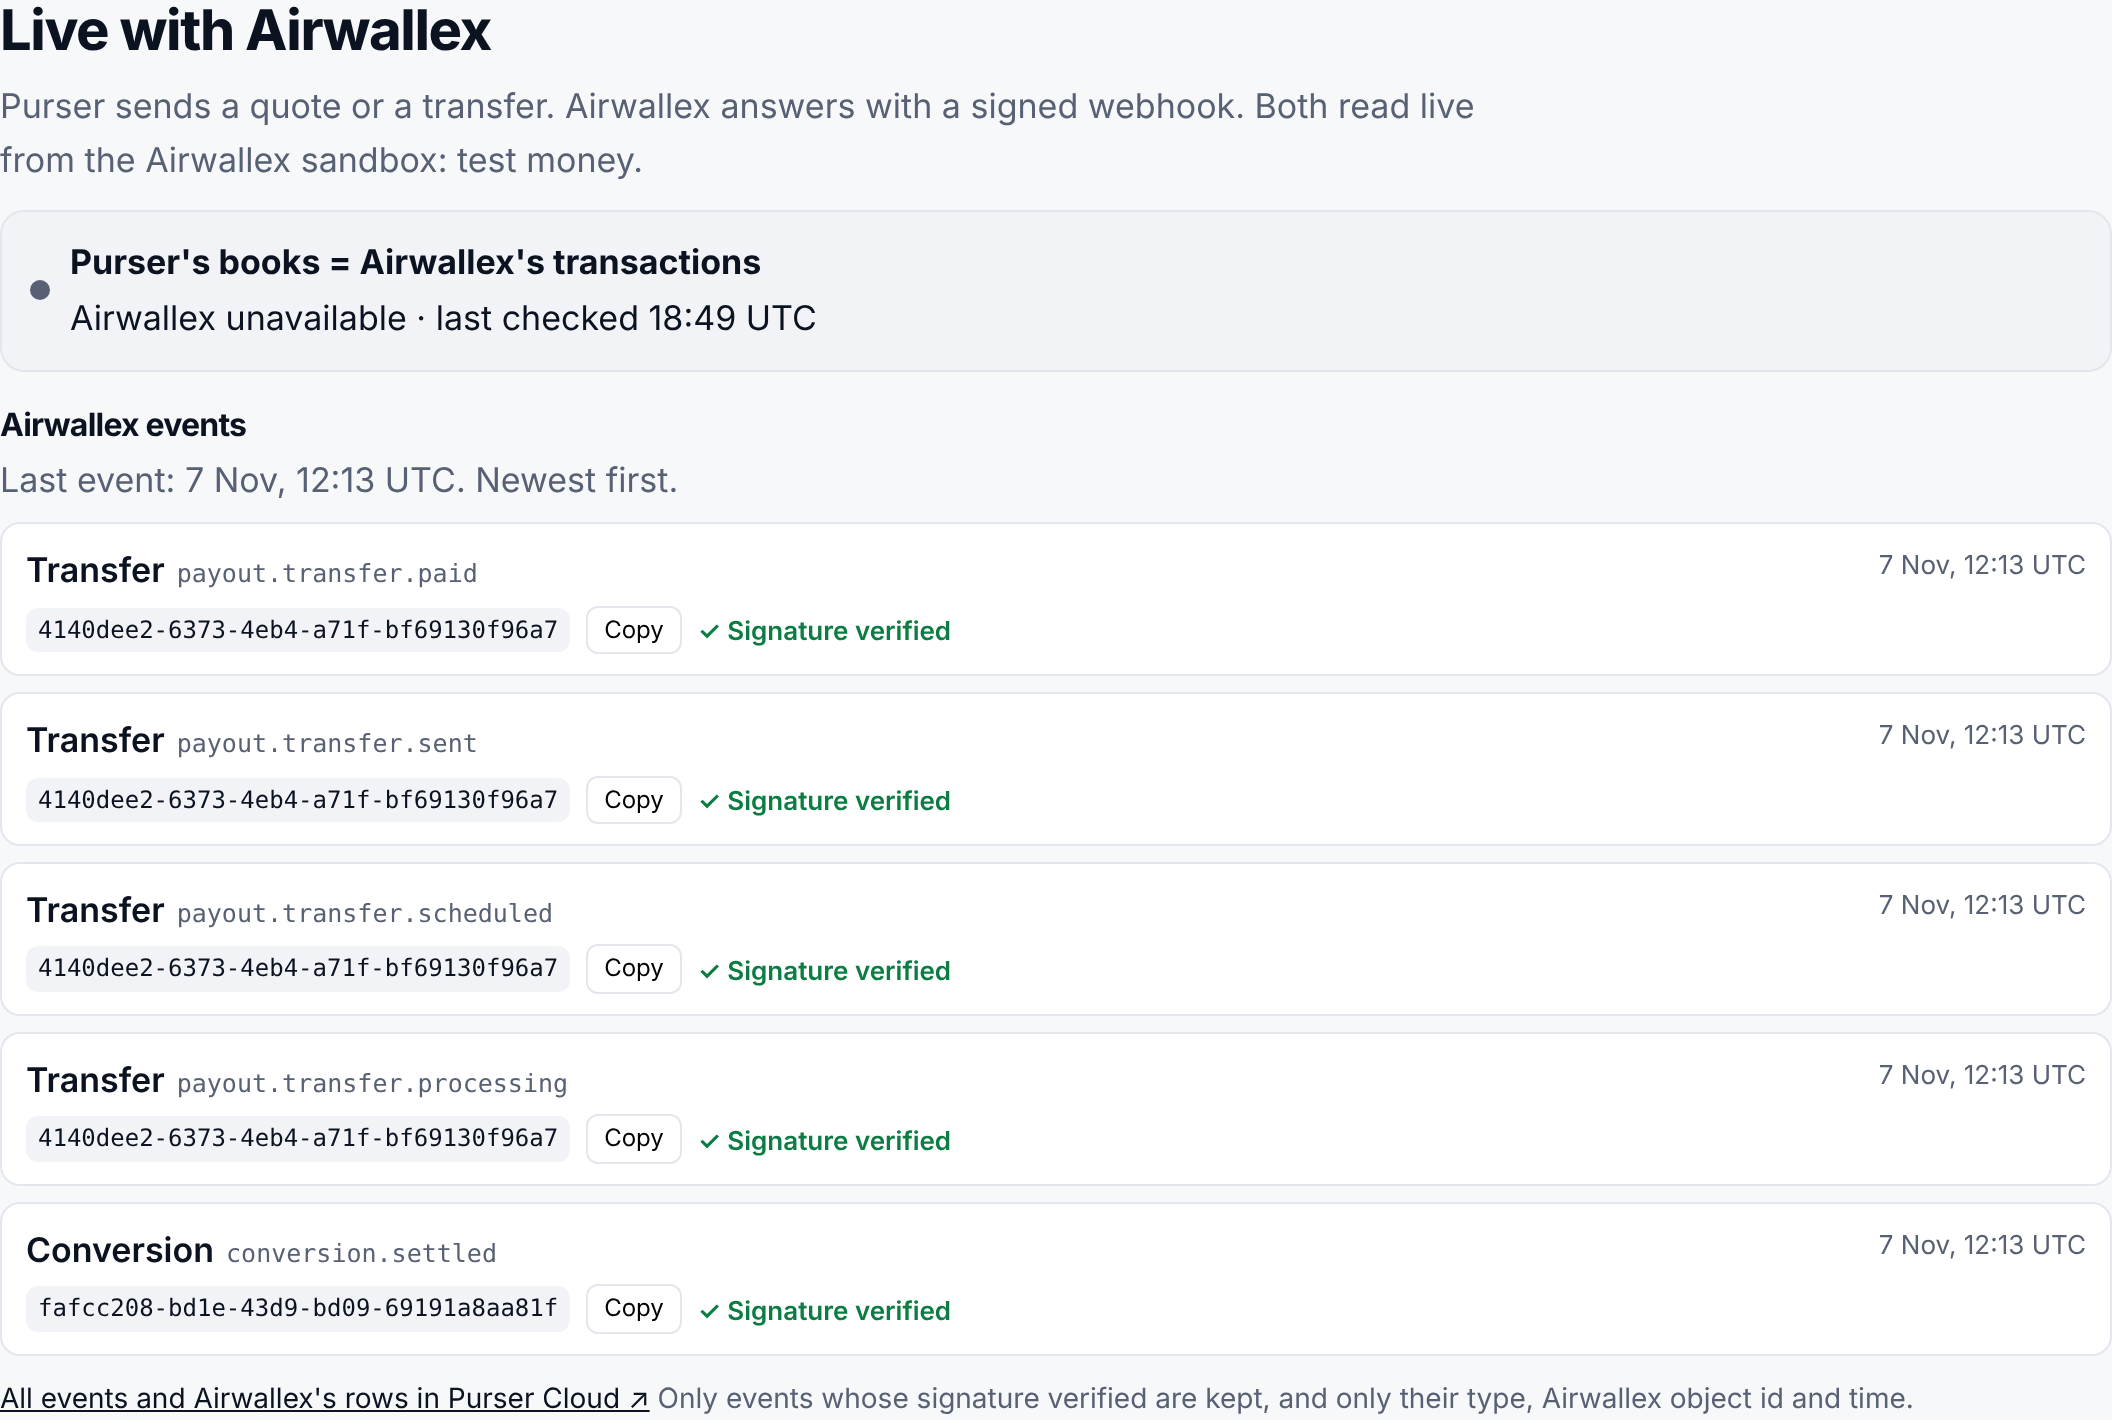 Live with Airwallex
Purser sends a quote or a transfer. Airwallex answers with a signed webhook. Both read live
from the Airwallex sandbox: test money.
Purser's books = Airwallex's transactions
Airwallex unavailable · last checked 18:49 UTC
Airwallex events
Last event: 7 Nov, 12:13 UTC. Newest first.
Transfer payout.transfer.paid 7 Nov, 12:13 UTC
4140dee2-6373-4eb4-a71f-bf69130f96a7 Copy ✓ Signature verified
Transfer payout.transfer.sent 7 Nov, 12:13 UTC
4140dee2-6373-4eb4-a71f-bf69130f96a7 Copy ✓ Signature verified
Transfer payout.transfer.scheduled 7 Nov, 12:13 UTC
4140dee2-6373-4eb4-a71f-bf69130f96a7 Copy ✓ Signature verified
Transfer payout.transfer.processing 7 Nov, 12:13 UTC
4140dee2-6373-4eb4-a71f-bf69130f96a7 Copy ✓ Signature verified
Conversion conversion.settled 7 Nov, 12:13 UTC
fafcc208-bd1e-43d9-bd09-69191a8aa81f Copy ✓ Signature verified
All events and Airwallex's rows in Purser Cloud ↗ Only events whose signature verified are kept, and only their type, Airwallex object id and time.